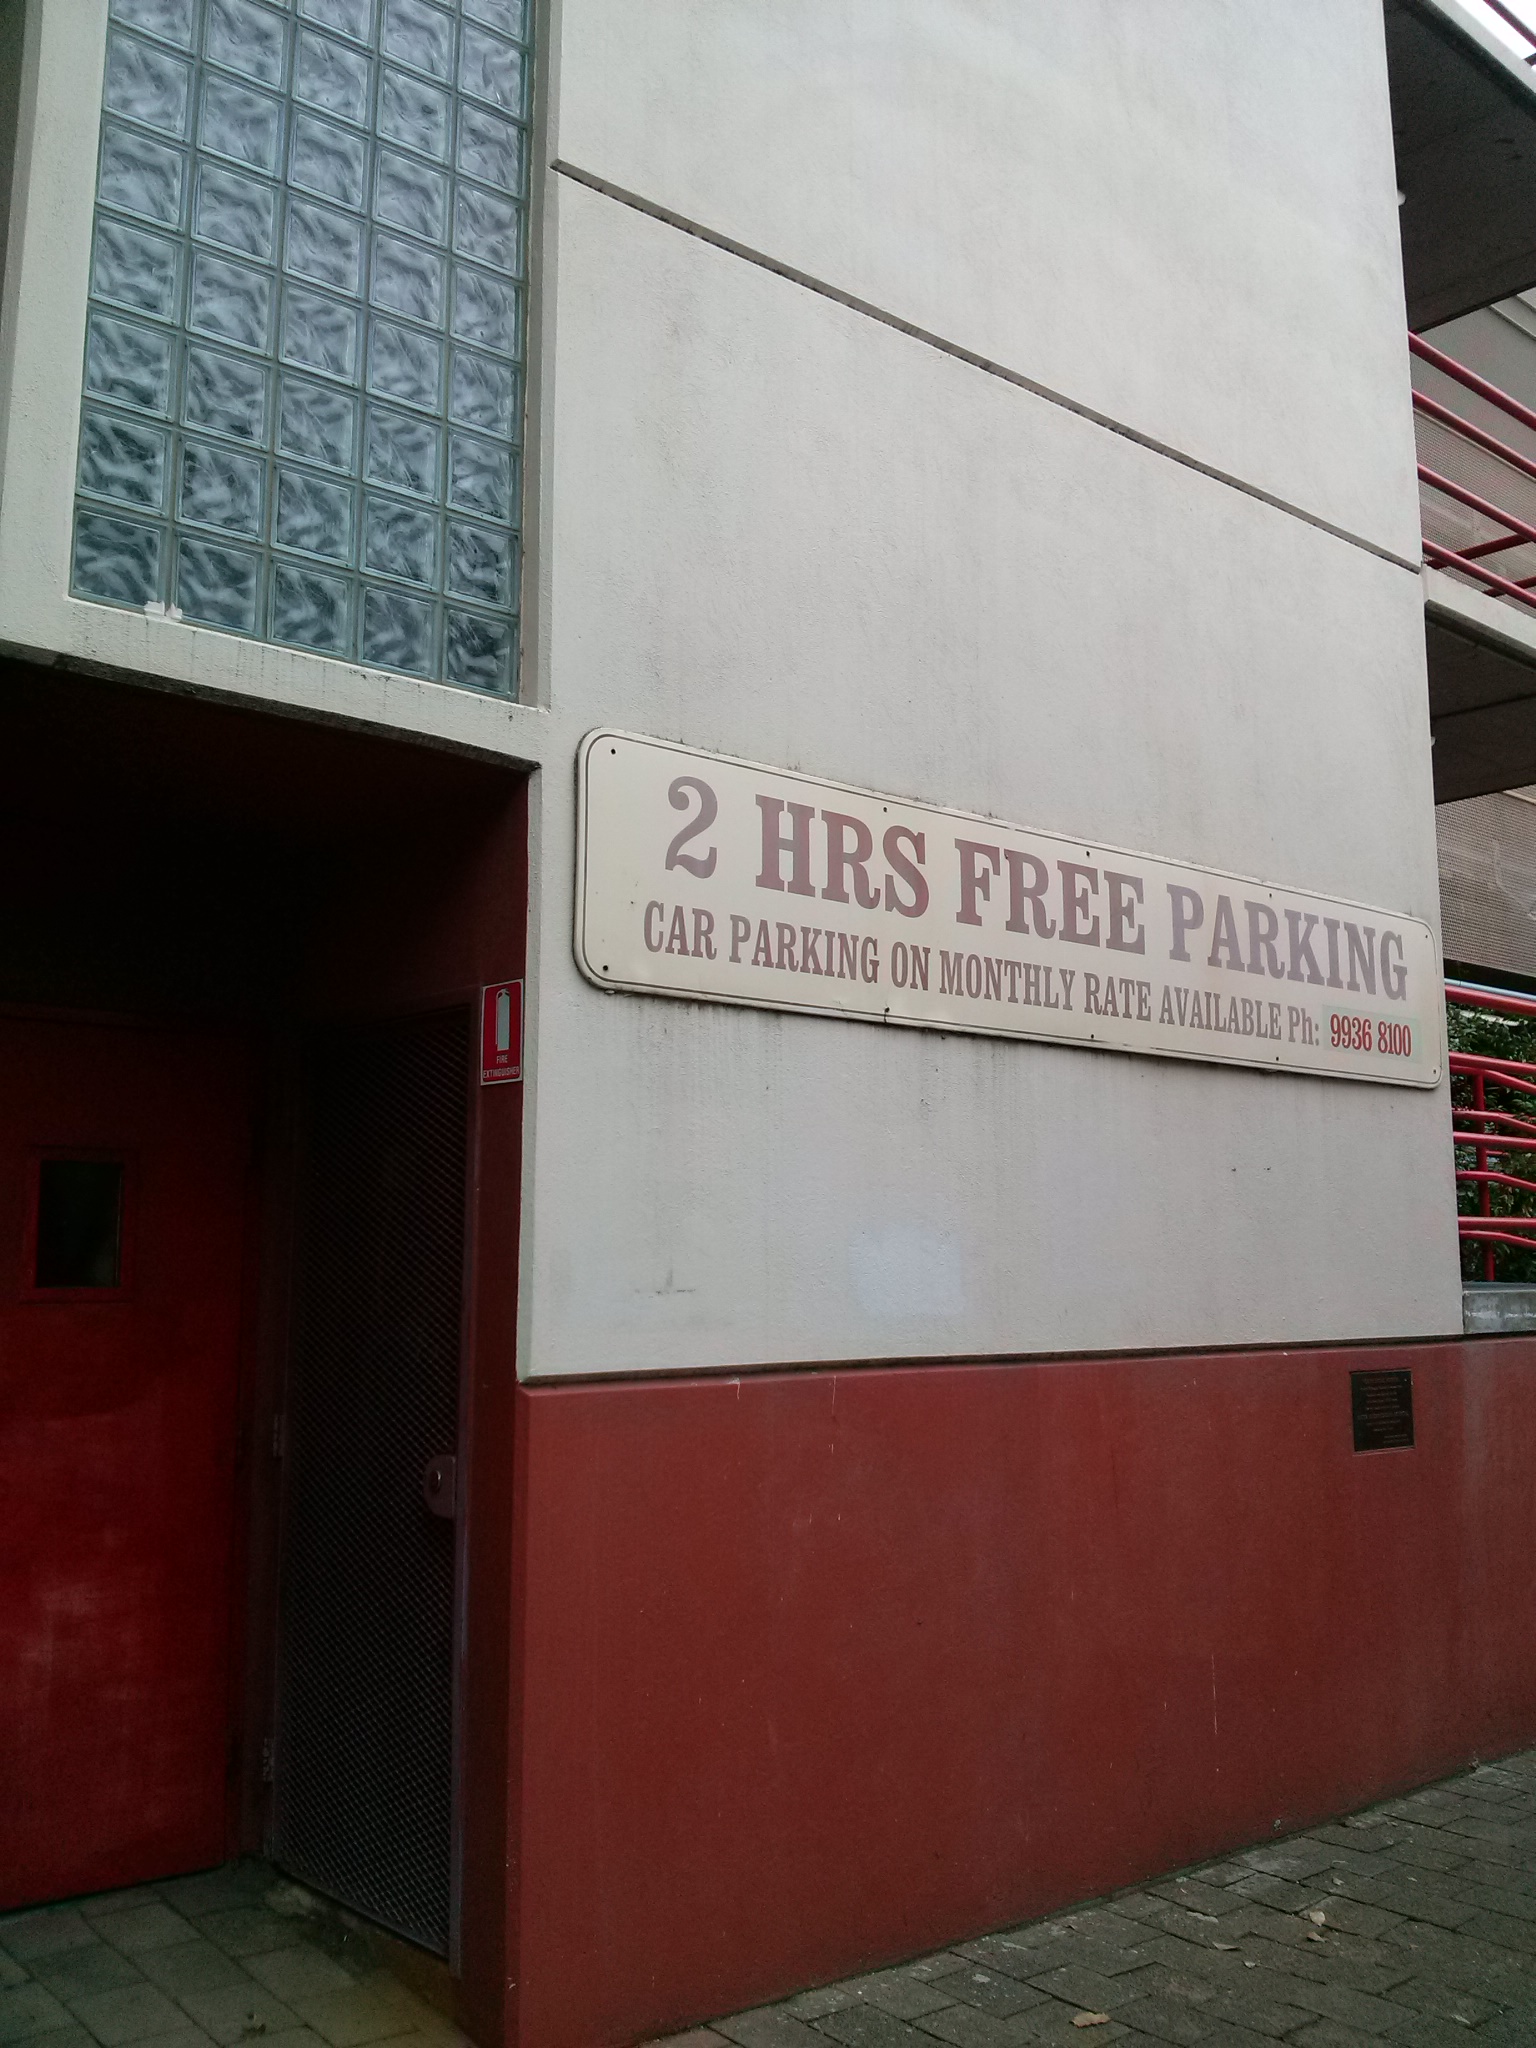 2 HRS FREE PARKING
CAR PARKING ON MONTHLY RATE AVAILABLE Ph: 9936 8100
FIRE
EXTINGUISHER